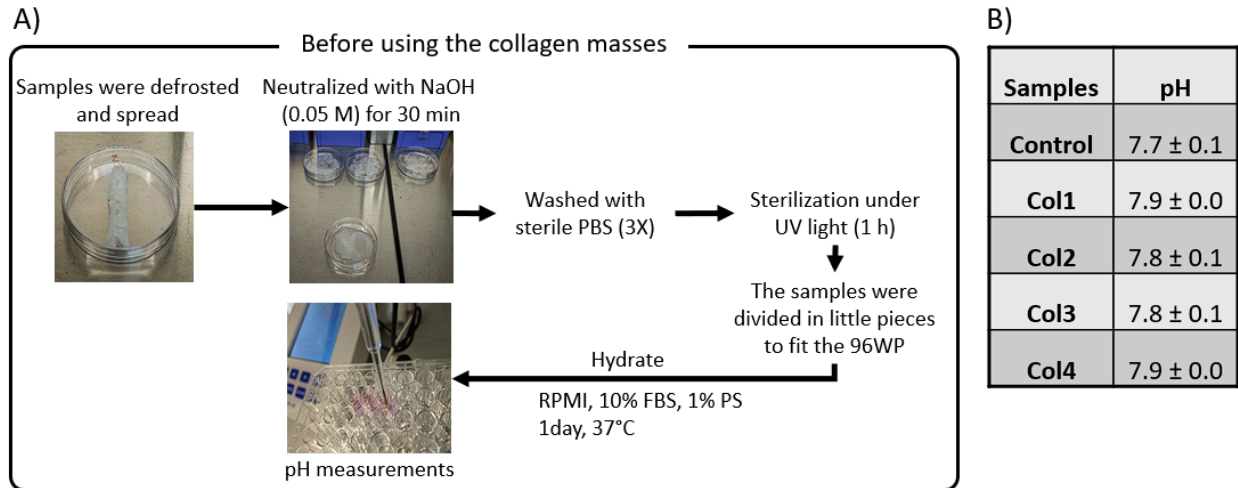 A)
Before using the collagen masses
Samples were defrosted
and spread
Neutralized with NaOH
(0.05 M) for 30 min
Washed with
sterile PBS (3X)
Sterilization under
UV light (1 h)
The samples were
divided in little pieces
to fit the 96WP
Hydrate
RPMI, 10% FBS, 1% PS
1day, 37°C
pH measurements
B)
Samples pH
Control 7.7 ± 0.1
Col1 7.9 ± 0.0
Col2 7.8 ± 0.1
Col3 7.8 ± 0.1
Col4 7.9 ± 0.0